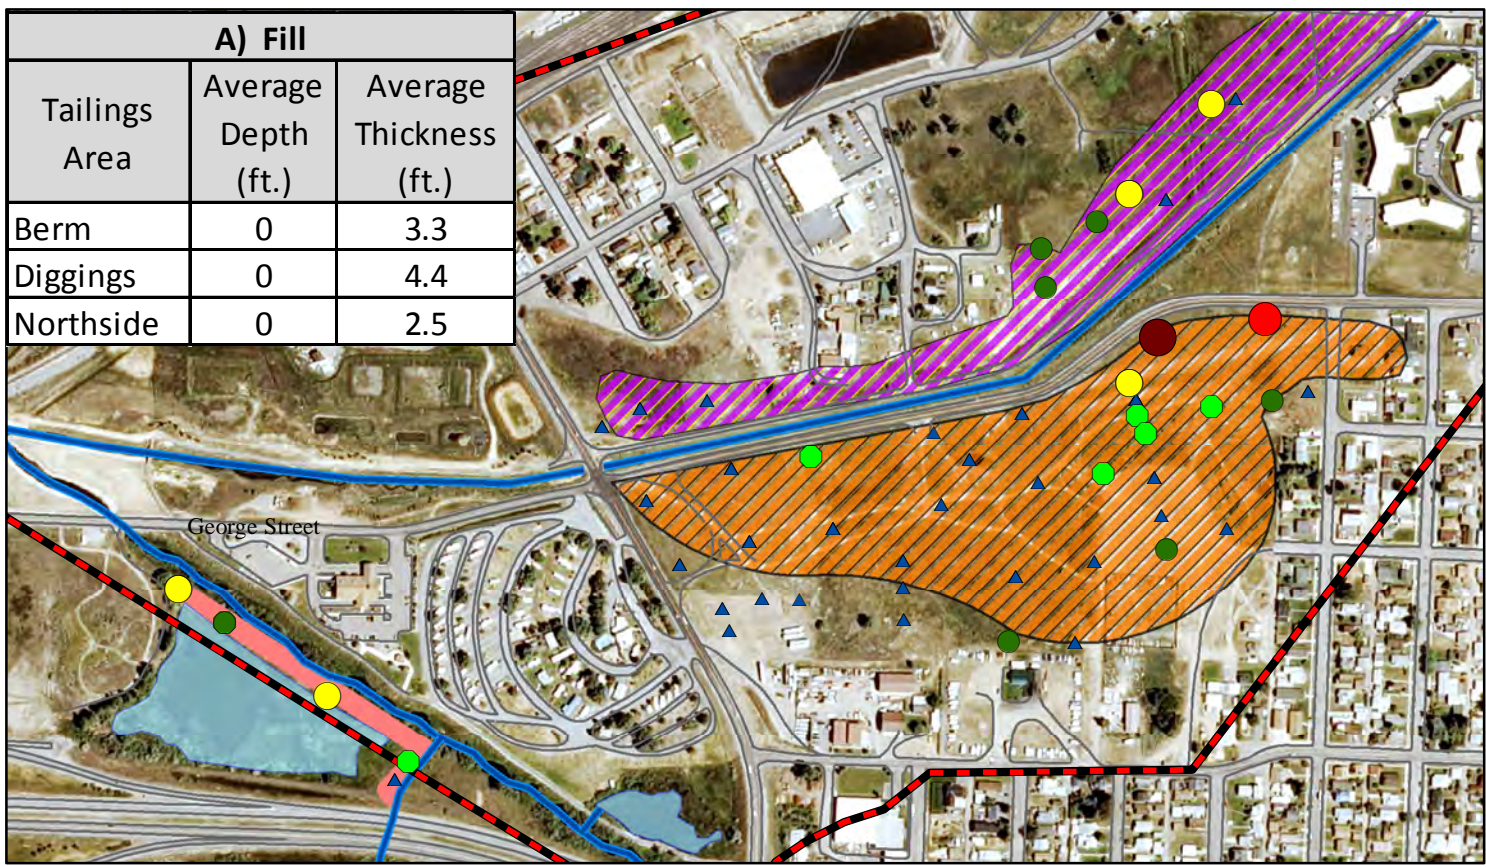 A) Fill
Tailings Area
Average Depth (ft.)
Average Thickness (ft.)
Berm 0 3.3
Diggings 0 4.4
Northside 0 2.5
George Street